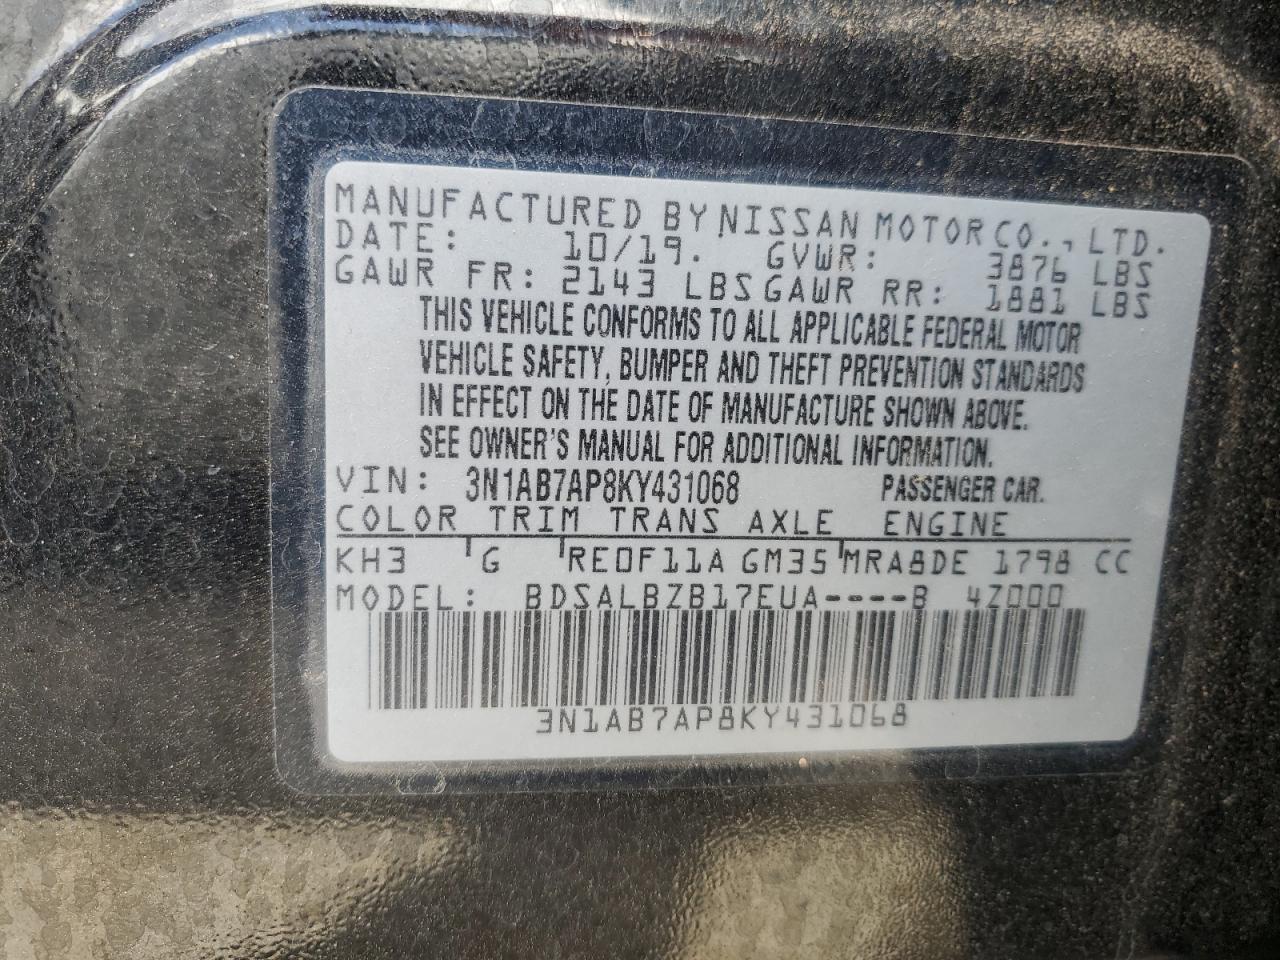 MANUFACTURED BY NISSAN MOTOR CO., LTD.
DATE: 10/19. GVWR: 3876 LBS
GAWR FR: 2143 LBS GAWR RR: 1881 LBS
THIS VEHICLE CONFORMS TO ALL APPLICABLE FEDERAL MOTOR
VEHICLE SAFETY, BUMPER AND THEFT PREVENTION STANDARDS
IN EFFECT ON THE DATE OF MANUFACTURE SHOWN ABOVE.
SEE OWNER'S MANUAL FOR ADDITIONAL INFORMATION.
VIN: 3N1AB7AP8KY431068 PASSENGER CAR.
COLOR TRIM TRANS AXLE ENGINE
KH3 G RE0F11A GM35 MRA8DE 1798 CC
MODEL: BDSALBZB17EUA----B 4Z000
3N1AB7AP8KY431068